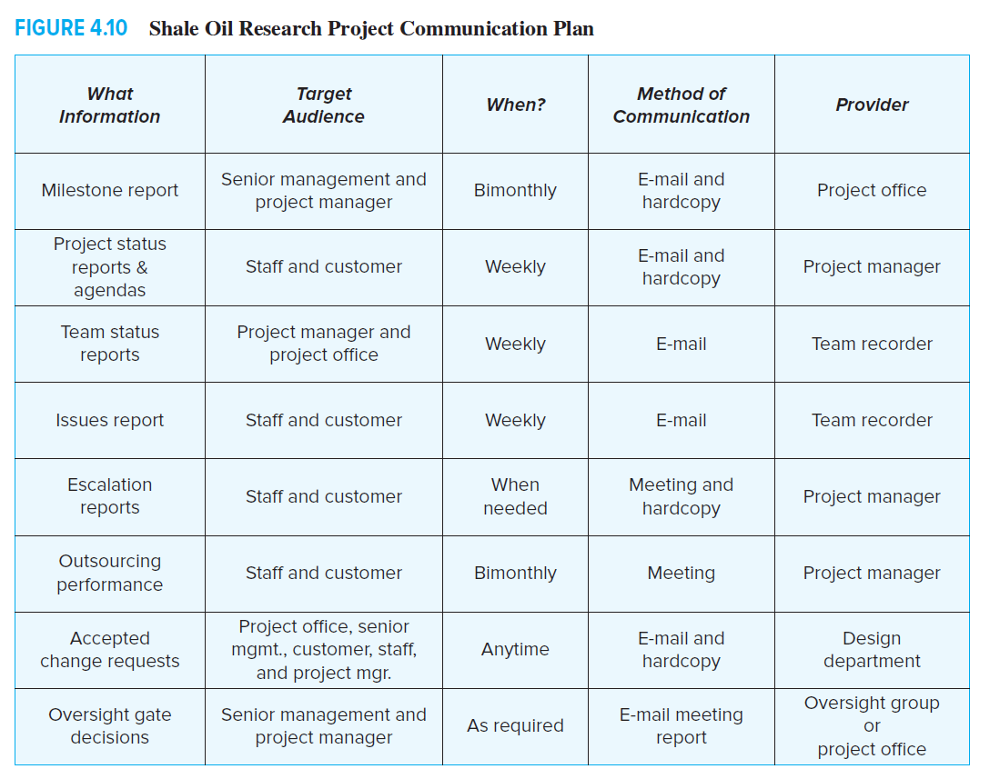 FIGURE 4.10 Shale Oil Research Project Communication Plan
What
Information
Target
Audience
When?
Method of
Communication
Provider
Milestone report
Senior management and
project manager
Bimonthly
E-mail and
hardcopy
Project office
Project status
reports &
agendas
Staff and customer
Weekly
E-mail and
hardcopy
Project manager
Team status
reports
Project manager and
project office
Weekly
E-mail
Team recorder
Issues report
Staff and customer
Weekly
E-mail
Team recorder
Escalation
reports
Staff and customer
When
needed
Meeting and
hardcopy
Project manager
Outsourcing
performance
Staff and customer
Bimonthly
Meeting
Project manager
Accepted
change requests
Project office, senior
mgmt., customer, staff,
and project mgr.
Anytime
E-mail and
hardcopy
Design
department
Oversight gate
decisions
Senior management and
project manager
As required
E-mail meeting
report
Oversight group
or
project office